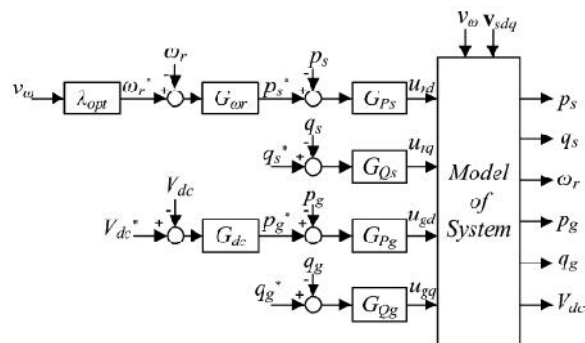 v_ω v_sdq
ω_r p_s
v_ω λ_opt ω_r* G_ωr p_s* G_Ps u_rd p_s
q_s q_s
q_s* G_Qs u_rq
V_dc p_g Model of System ω_r
V_dc* G_dc p_g* G_Pg u_gd p_g
q_g q_g
q_g* G_Qg u_gq V_dc
- + - + - + - + - + - +